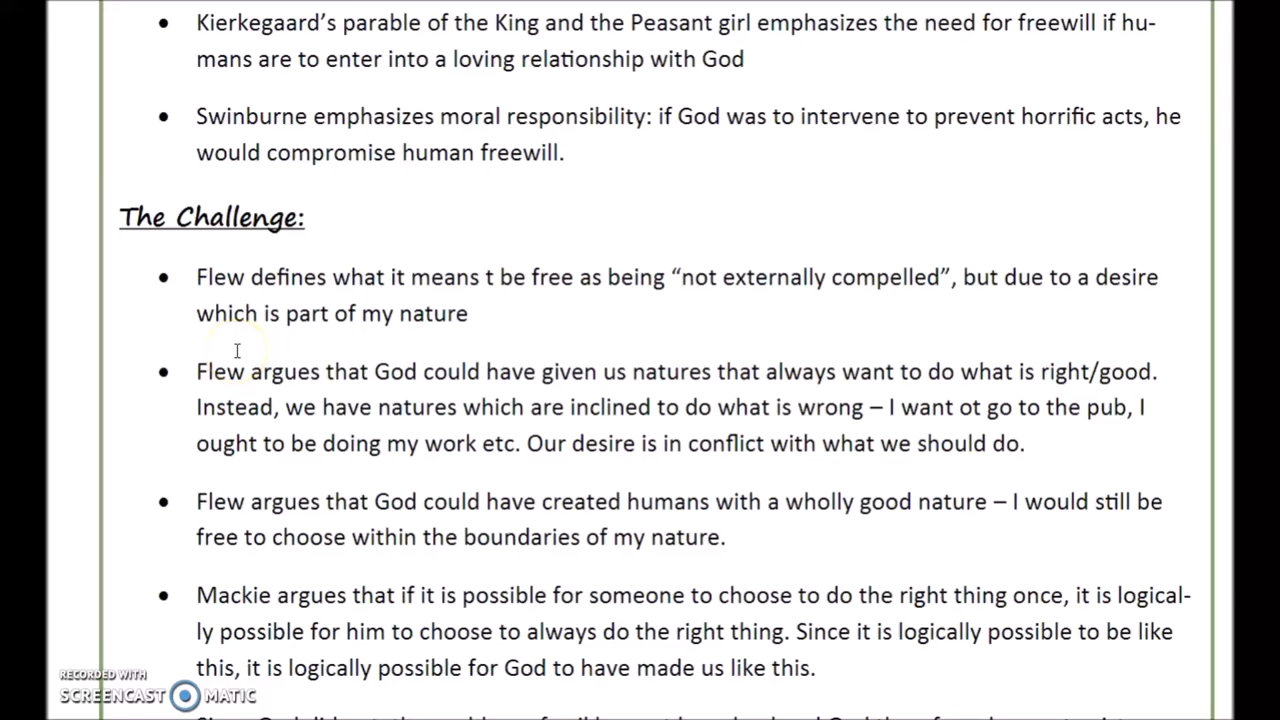 • Kierkegaard’s parable of the King and the Peasant girl emphasizes the need for freewill if hu-
mans are to enter into a loving relationship with God
• Swinburne emphasizes moral responsibility: if God was to intervene to prevent horrific acts, he
would compromise human freewill.
The Challenge:
• Flew defines what it means t be free as being “not externally compelled”, but due to a desire
which is part of my nature
• Flew argues that God could have given us natures that always want to do what is right/good.
Instead, we have natures which are inclined to do what is wrong – I want ot go to the pub, I
ought to be doing my work etc. Our desire is in conflict with what we should do.
• Flew argues that God could have created humans with a wholly good nature – I would still be
free to choose within the boundaries of my nature.
• Mackie argues that if it is possible for someone to choose to do the right thing once, it is logical-
ly possible for him to choose to always do the right thing. Since it is logically possible to be like
this, it is logically possible for God to have made us like this.
RECORDED WITH
SCREENCAST MATIC